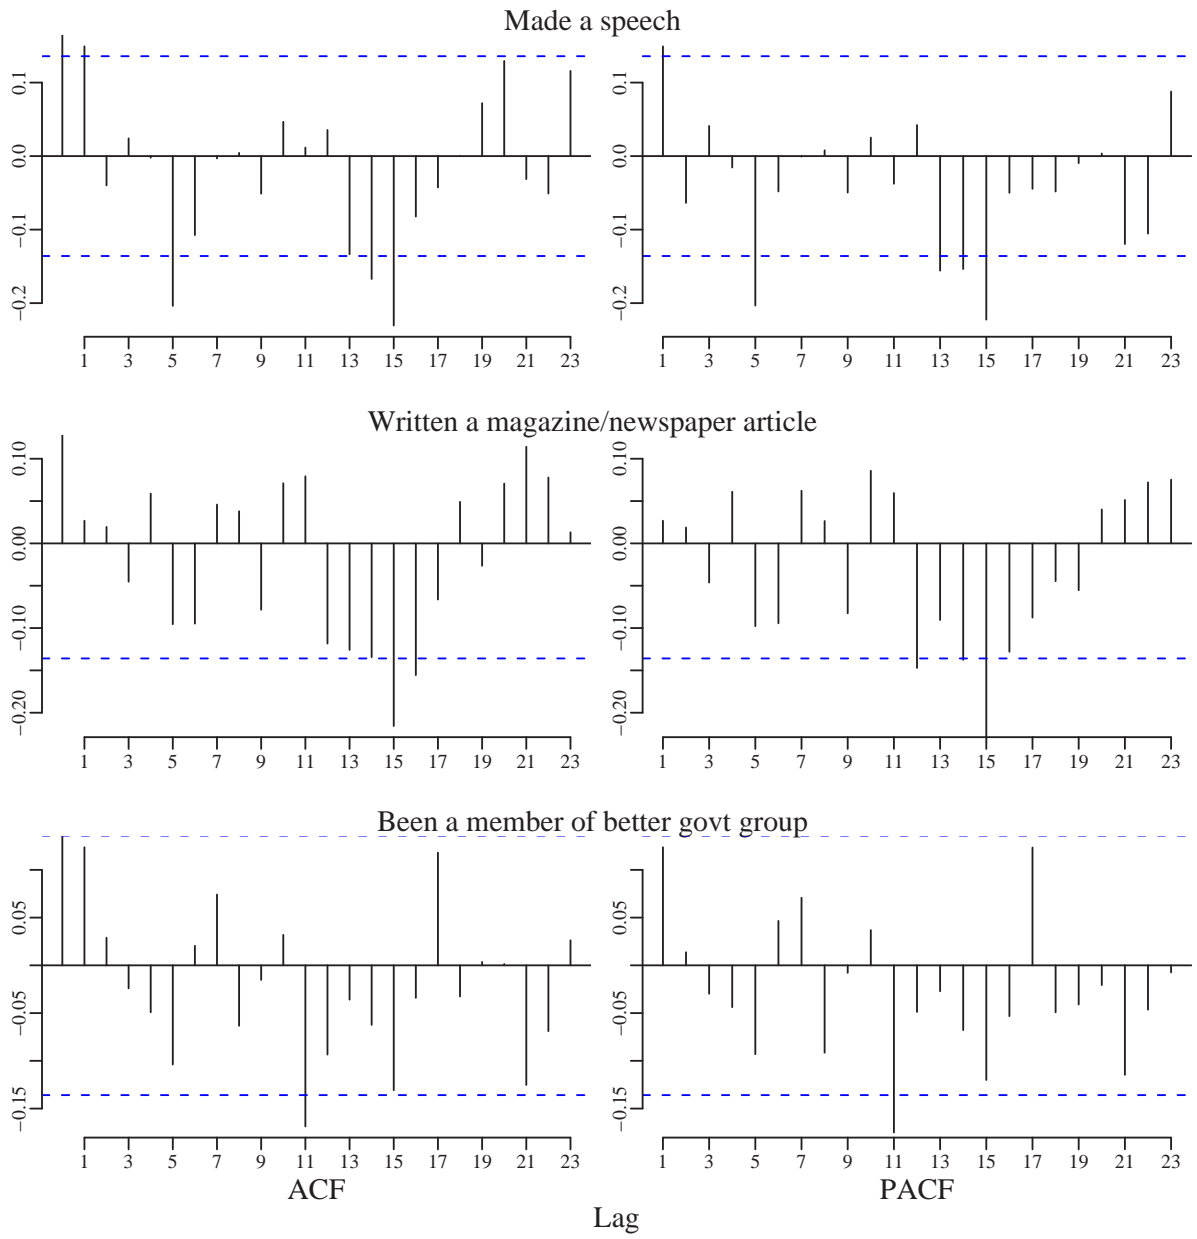 Made a speech
0.1
0.0
−0.1
−0.2
1 3 5 7 9 11 13 15 17 19 21 23
0.1
0.0
−0.1
−0.2
1 3 5 7 9 11 13 15 17 19 21 23
Written a magazine/newspaper article
0.10
0.00
−0.10
−0.20
1 3 5 7 9 11 13 15 17 19 21 23
0.10
0.00
−0.10
−0.20
1 3 5 7 9 11 13 15 17 19 21 23
Been a member of better govt group
0.05
−0.05
−0.15
1 3 5 7 9 11 13 15 17 19 21 23
0.05
−0.05
−0.15
1 3 5 7 9 11 13 15 17 19 21 23
ACF
PACF
Lag